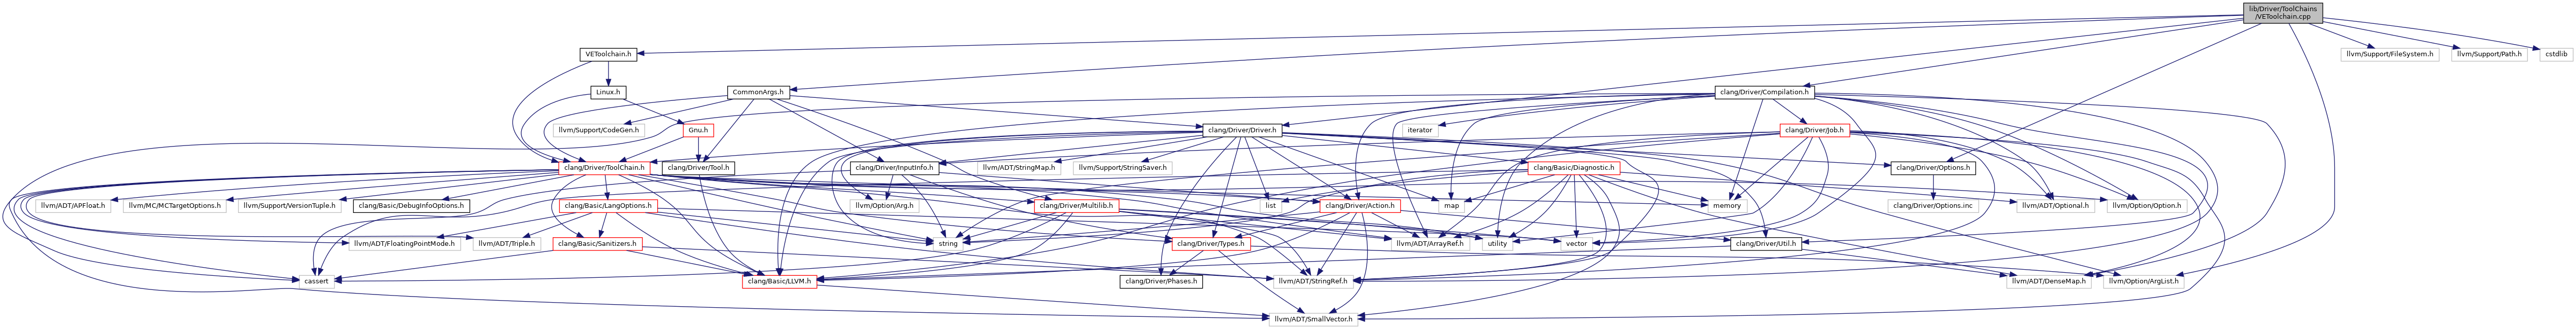 lib/Driver/ToolChains
/VEToolchain.cpp
VEToolchain.h
llvm/Support/FileSystem.h
llvm/Support/Path.h
cstdlib
Linux.h
CommonArgs.h
clang/Driver/Compilation.h
llvm/Support/CodeGen.h
Gnu.h
clang/Driver/Driver.h
iterator
clang/Driver/Job.h
clang/Driver/ToolChain.h
clang/Driver/Tool.h
clang/Driver/InputInfo.h
llvm/ADT/StringMap.h
llvm/Support/StringSaver.h
clang/Basic/Diagnostic.h
clang/Driver/Options.h
llvm/ADT/APFloat.h
llvm/MC/MCTargetOptions.h
llvm/Support/VersionTuple.h
clang/Basic/DebugInfoOptions.h
clang/Basic/LangOptions.h
llvm/Option/Arg.h
clang/Driver/Multilib.h
list
clang/Driver/Action.h
map
memory
clang/Driver/Options.inc
llvm/ADT/Optional.h
llvm/Option/Option.h
llvm/ADT/FloatingPointMode.h
llvm/ADT/Triple.h
clang/Basic/Sanitizers.h
string
clang/Driver/Types.h
llvm/ADT/ArrayRef.h
utility
vector
clang/Driver/Util.h
cassert
clang/Basic/LLVM.h
clang/Driver/Phases.h
llvm/ADT/StringRef.h
llvm/ADT/DenseMap.h
llvm/Option/ArgList.h
llvm/ADT/SmallVector.h